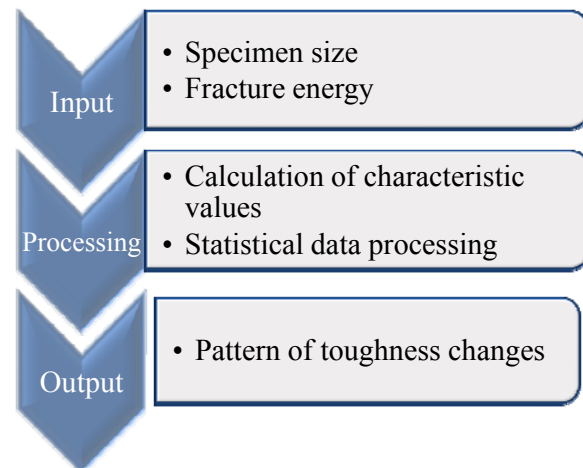 Input
• Specimen size
• Fracture energy
Processing
• Calculation of characteristic
values
• Statistical data processing
Output
• Pattern of toughness changes